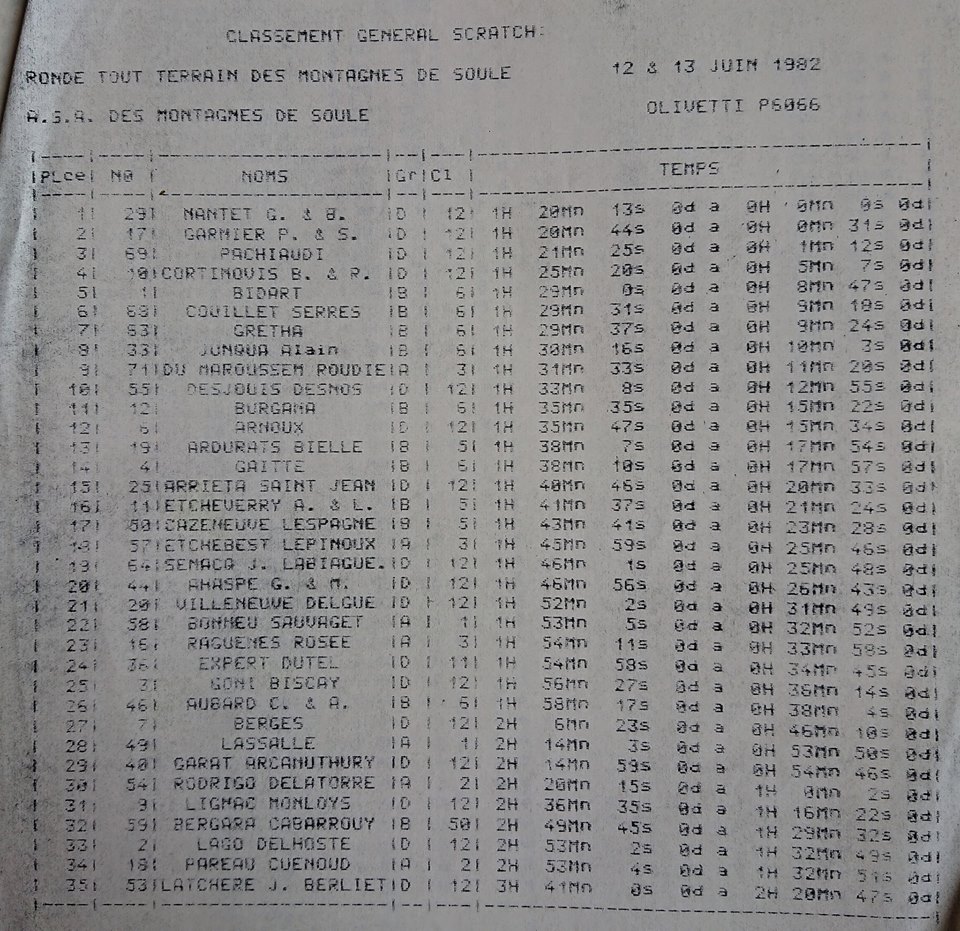 CLASSEMENT GENERAL SCRATCH:
RONDE TOUT TERRAIN DES MONTAGNES DE SOULE 12 & 13 JUIN 1982
A.S.A. DES MONTAGNES DE SOULE OLIVETTI P6066
PLce N0 NOMS Gr Cl TEMPS
1 29 NANTET G. & B. D 12 1H 20Mn 13s 0d a 0H 0Mn 0s 0d
2 17 GARNIER P. & S. D 12 1H 20Mn 44s 0d a 0H 0Mn 31s 0d
3 69 PACHIAUDI D 12 1H 21Mn 25s 0d a 0H 1Mn 12s 0d
4 10 CORTINOVIS B. & R. D 12 1H 25Mn 20s 0d a 0H 5Mn 7s 0d
5 1 BIDART B 6 1H 29Mn 0s 0d a 0H 8Mn 47s 0d
6 COUILLET SERRES B 6 1H 29Mn 31s 0d a 0H 9Mn 18s 0d
7 GRETHA B 6 1H 29Mn 37s 0d a 0H 9Mn 24s 0d
8 33 JUNQUA Alain B 6 1H 30Mn 16s 0d a 0H 10Mn 3s 0d
9 71 DU MAROUSSEM ROUDIE A 3 1H 31Mn 33s 0d a 0H 11Mn 20s 0d
10 55 DESJOUIS DESMOS D 12 1H 33Mn 8s 0d a 0H 12Mn 55s 0d
11 12 BURGANA B 6 1H 35Mn 35s 0d a 0H 15Mn 22s 0d
12 6 ARNOUX D 12 1H 35Mn 47s 0d a 0H 15Mn 34s 0d
13 19 ARDURATS BIELLE B 5 1H 38Mn 7s 0d a 0H 17Mn 54s 0d
14 4 GAITTE B 6 1H 38Mn 10s 0d a 0H 17Mn 57s 0d
15 25 ARRIETA SAINT JEAN D 12 1H 40Mn 46s 0d a 0H 20Mn 33s 0d
16 11 ETCHEVERRY A. & L. B 5 1H 41Mn 37s 0d a 0H 21Mn 24s 0d
17 50 CAZENEUVE LESPAGNE B 5 1H 43Mn 41s 0d a 0H 23Mn 28s 0d
18 57 ETCHEBEST LEPINOUX A 3 1H 45Mn 59s 0d a 0H 25Mn 46s 0d
19 64 SEMACQ J. LABIAGUE. D 12 1H 46Mn 1s 0d a 0H 25Mn 48s 0d
20 44 AHASPE G. & M. D 12 1H 46Mn 56s 0d a 0H 26Mn 43s 0d
21 20 VILLENEUVE DELGUE D 12 1H 52Mn 2s 0d a 0H 31Mn 49s 0d
22 58 BONNEU SAUVAGET A 1 1H 53Mn 5s 0d a 0H 32Mn 52s 0d
23 16 RAGUENES ROSEE A 3 1H 54Mn 11s 0d a 0H 33Mn 58s 0d
24 36 EXPERT DUTEL D 11 1H 54Mn 58s 0d a 0H 34Mn 45s 0d
25 3 GONI BISCAY D 12 1H 56Mn 27s 0d a 0H 36Mn 14s 0d
26 46 AUBARD C. & A. B 6 1H 58Mn 17s 0d a 0H 38Mn 4s 0d
27 7 BERGES D 12 2H 6Mn 23s 0d a 0H 46Mn 10s 0d
28 49 LASSALLE A 1 2H 14Mn 3s 0d a 0H 53Mn 50s 0d
29 40 GARAT ARCANUTHURY D 12 2H 14Mn 59s 0d a 0H 54Mn 46s 0d
30 54 RODRIGO DELATORRE A 2 2H 20Mn 15s 0d a 1H 0Mn 2s 0d
31 9 LIGNAC MONLOYS D 12 2H 36Mn 35s 0d a 1H 16Mn 22s 0d
32 59 BERGARA CABARROUY B 50 2H 49Mn 45s 0d a 1H 29Mn 32s 0d
33 2 LAGO DELHOSTE D 12 2H 53Mn 2s 0d a 1H 32Mn 49s 0d
34 18 PAREAU CUENOUD A 2 2H 53Mn 4s 0d a 1H 32Mn 51s 0d
35 53 LATCHERE J. BERLIET D 12 3H 41Mn 0s 0d a 2H 20Mn 47s 0d